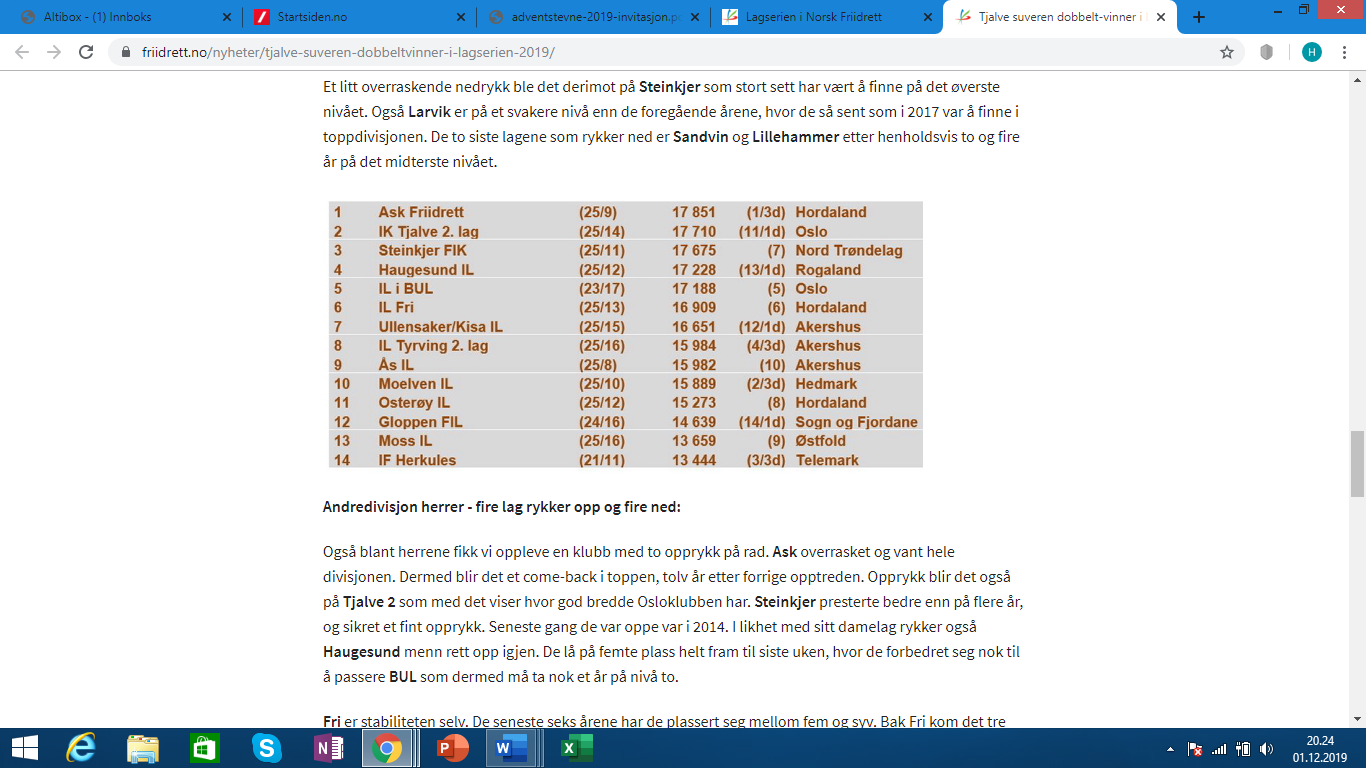 Altibox - (1) Innboks
Startsiden.no
adventstevne-2019-invitasjon.p
Lagserien i Norsk Friidrett
Tjalve suveren dobbelt-vinner i
friidrett.no/nyheter/tjalve-suveren-dobbeltvinner-i-lagserien-2019/
H
Et litt overraskende nedrykk ble det derimot på Steinkjer som stort sett har vært å finne på det øverste
nivået. Også Larvik er på et svakere nivå enn de foregående årene, hvor de så sent som i 2017 var å finne i
toppdivisjonen. De to siste lagene som rykker ned er Sandvin og Lillehammer etter henholdsvis to og fire
år på det midterste nivået.
1 Ask Friidrett (25/9) 17 851 (1/3d) Hordaland
2 IK Tjalve 2. lag (25/14) 17 710 (11/1d) Oslo
3 Steinkjer FIK (25/11) 17 675 (7) Nord Trøndelag
4 Haugesund IL (25/12) 17 228 (13/1d) Rogaland
5 IL i BUL (23/17) 17 188 (5) Oslo
6 IL Fri (25/13) 16 909 (6) Hordaland
7 Ullensaker/Kisa IL (25/15) 16 651 (12/1d) Akershus
8 IL Tyrving 2. lag (25/16) 15 984 (4/3d) Akershus
9 Ås IL (25/8) 15 982 (10) Akershus
10 Moelven IL (25/10) 15 889 (2/3d) Hedmark
11 Osterøy IL (25/12) 15 273 (8) Hordaland
12 Gloppen FIL (24/16) 14 639 (14/1d) Sogn og Fjordane
13 Moss IL (25/16) 13 659 (9) Østfold
14 IF Herkules (21/11) 13 444 (3/3d) Telemark
Andredivisjon herrer - fire lag rykker opp og fire ned:
Også blant herrene fikk vi oppleve en klubb med to opprykk på rad. Ask overrasket og vant hele
divisjonen. Dermed blir det et come-back i toppen, tolv år etter forrige opptreden. Opprykk blir det også
på Tjalve 2 som med det viser hvor god bredde Osloklubben har. Steinkjer presterte bedre enn på flere år,
og sikret et fint opprykk. Seneste gang de var oppe var i 2014. I likhet med sitt damelag rykker også
Haugesund menn rett opp igjen. De lå på femte plass helt fram til siste uken, hvor de forbedret seg nok til
å passere BUL som dermed må ta nok et år på nivå to.
Fri er stabiliteten selv. De seneste seks årene har de plassert seg mellom fem og syv. Bak Fri kom det tre
20.24
01.12.2019